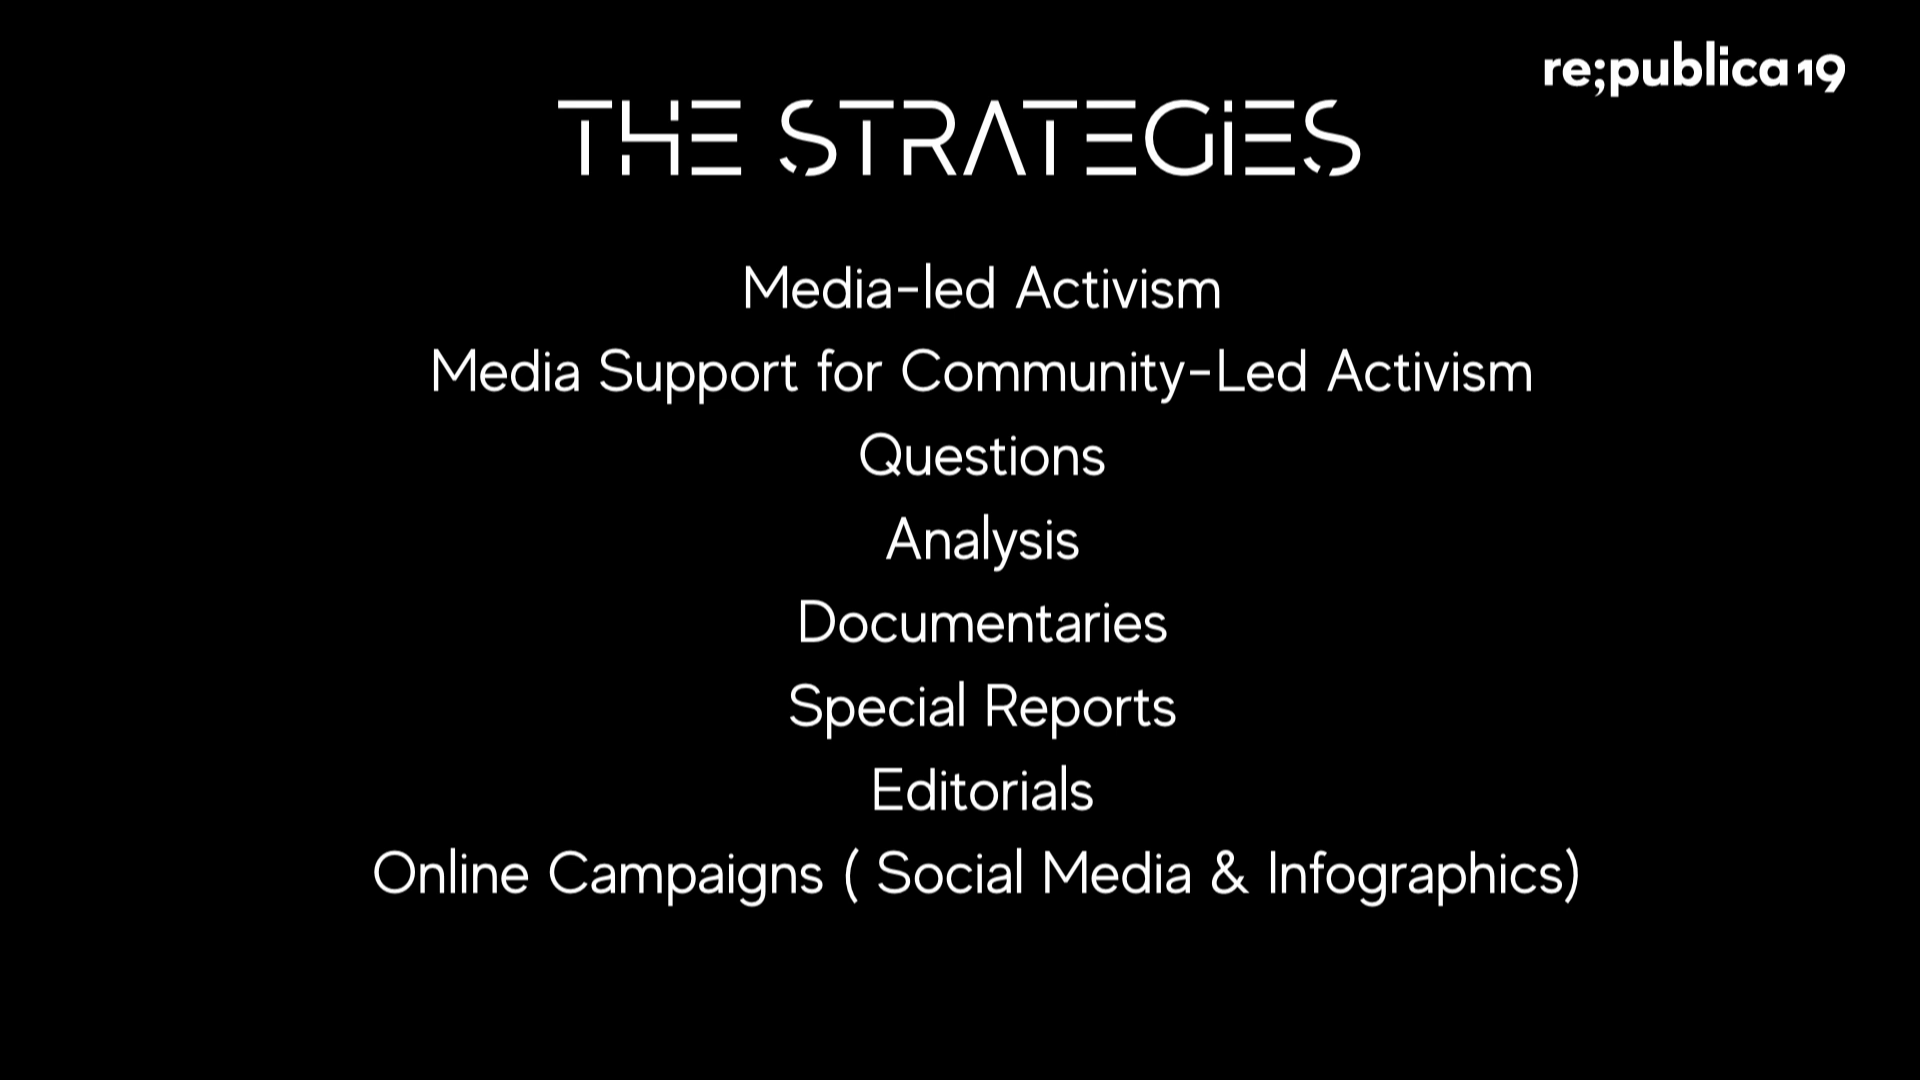 re;publica 19
THE STRATEGiES
Media-led Activism
Media Support for Community-Led Activism
Questions
Analysis
Documentaries
Special Reports
Editorials
Online Campaigns ( Social Media & Infographics)